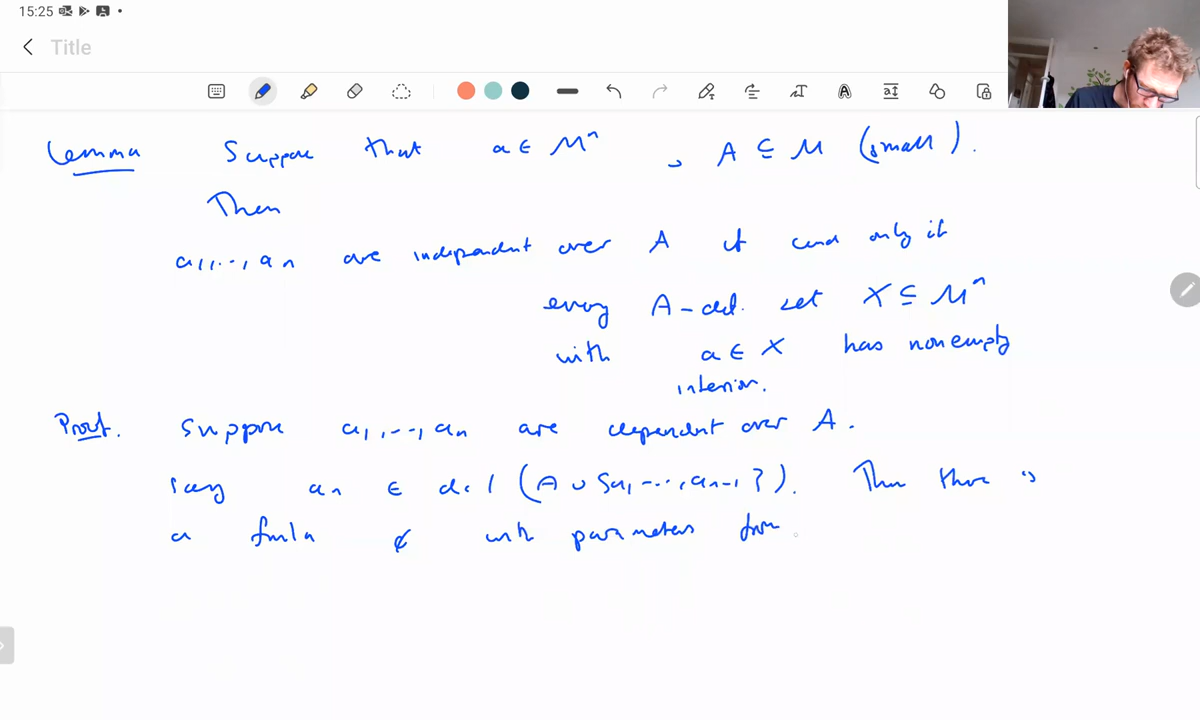 15:25
Title
Lemma Suppose that a ∈ M^n , A ⊆ M (small).
Then
a1,...,an are independent over A if and only if
every A-def. set X ⊆ M^n
with a ∈ X has nonempty
interior.
Proof. Suppose a1,...,an are dependent over A.
say an ∈ dcl (A ∪ {a1,...,an-1}). Then there is
a fmla φ with parameters from